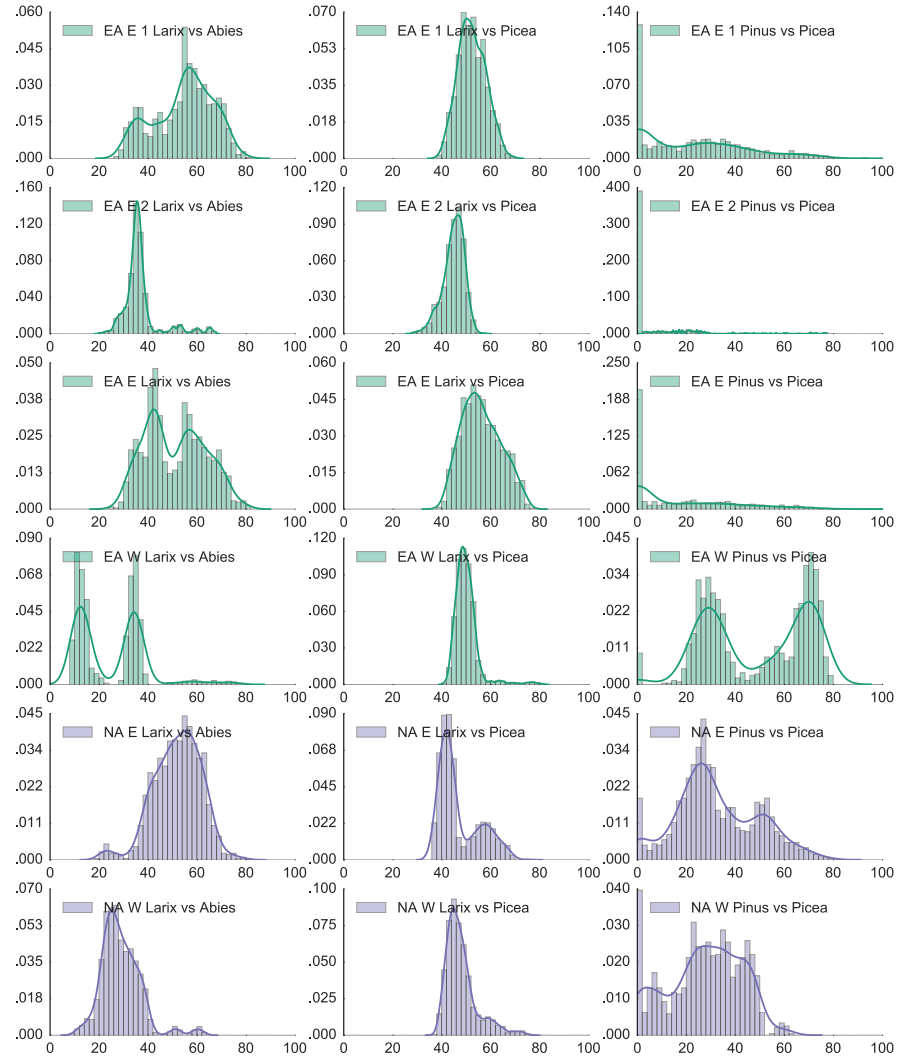 .060 .045 .030 .015 .000
EA E 1 Larix vs Abies
0 20 40 60 80 100
.070 .053 .035 .018 .000
EA E 1 Larix vs Picea
0 20 40 60 80 100
.140 .105 .070 .035 .000
EA E 1 Pinus vs Picea
0 20 40 60 80 100
.160 .120 .080 .040 .000
EA E 2 Larix vs Abies
0 20 40 60 80 100
.120 .090 .060 .030 .000
EA E 2 Larix vs Picea
0 20 40 60 80 100
.400 .300 .200 .100 .000
EA E 2 Pinus vs Picea
0 20 40 60 80 100
.050 .038 .025 .013 .000
EA E Larix vs Abies
0 20 40 60 80 100
.060 .045 .030 .015 .000
EA E Larix vs Picea
0 20 40 60 80 100
.250 .188 .125 .062 .000
EA E Pinus vs Picea
0 20 40 60 80 100
.090 .068 .045 .022 .000
EA W Larix vs Abies
0 20 40 60 80 100
.120 .090 .060 .030 .000
EA W Larix vs Picea
0 20 40 60 80 100
.045 .034 .022 .011 .000
EA W Pinus vs Picea
0 20 40 60 80 100
.045 .034 .022 .011 .000
NA E Larix vs Abies
0 20 40 60 80 100
.090 .068 .045 .022 .000
NA E Larix vs Picea
0 20 40 60 80 100
.045 .034 .022 .011 .000
NA E Pinus vs Picea
0 20 40 60 80 100
.070 .053 .035 .018 .000
NA W Larix vs Abies
0 20 40 60 80 100
.100 .075 .050 .025 .000
NA W Larix vs Picea
0 20 40 60 80 100
.040 .030 .020 .010 .000
NA W Pinus vs Picea
0 20 40 60 80 100